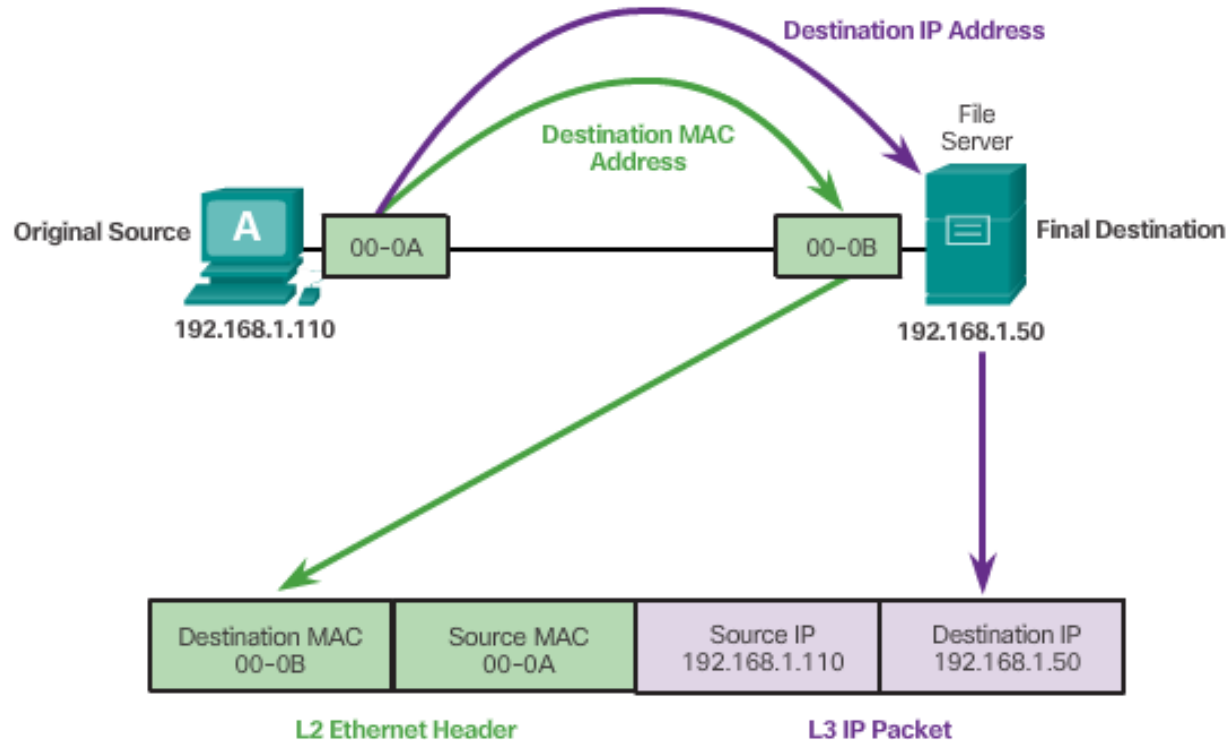 Destination IP Address
Destination MAC
Address
File
Server
Original Source
A
00-0A
00-0B
Final Destination
192.168.1.110
192.168.1.50
Destination MAC
00-0B
Source MAC
00-0A
Source IP
192.168.1.110
Destination IP
192.168.1.50
L2 Ethernet Header
L3 IP Packet